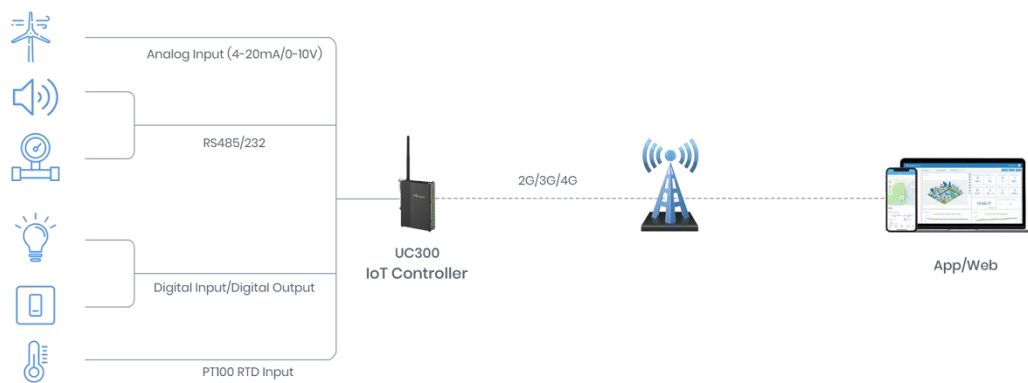 Analog Input (4-20mA/0-10V)
RS485/232
2G/3G/4G
UC300
IoT Controller
App/Web
Digital Input/Digital Output
PT100 RTD Input